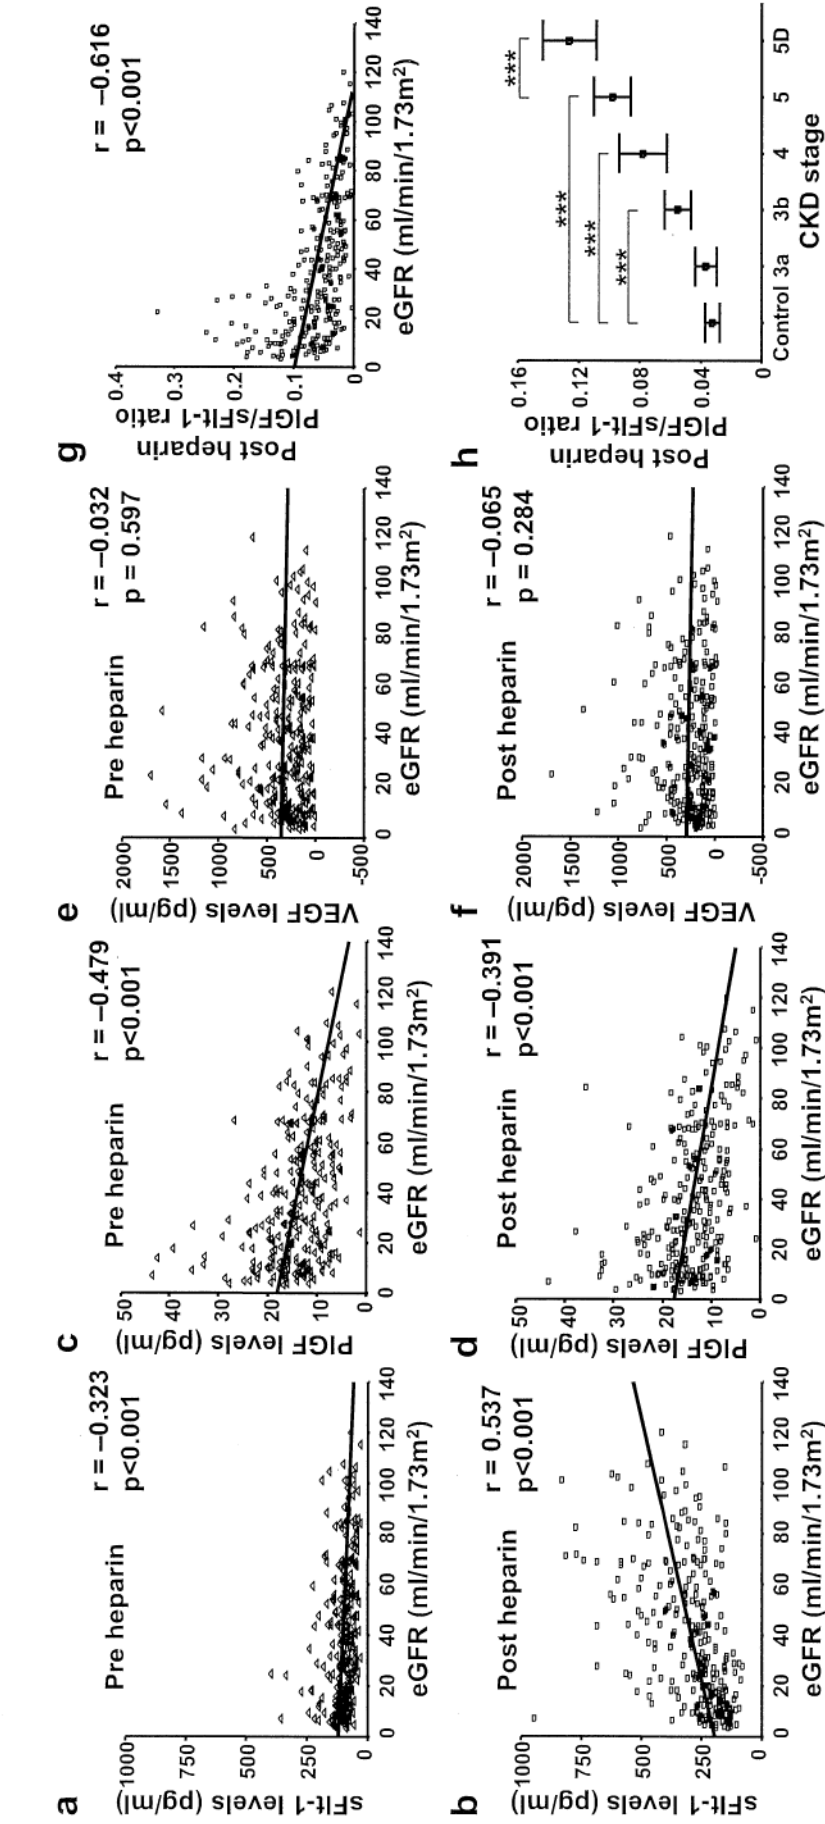 a
Pre heparin
r = –0.323
p<0.001
sFlt-1 levels (pg/ml)
1000
750
500
250
0
0 20 40 60 80 100 120 140
eGFR (ml/min/1.73m²)
c
Pre heparin
r = –0.479
p<0.001
PlGF levels (pg/ml)
50
40
30
20
10
0
0 20 40 60 80 100 120 140
eGFR (ml/min/1.73m²)
e
Pre heparin
r = –0.032
p = 0.597
VEGF levels (pg/ml)
2000
1500
1000
500
0
-500
0 20 40 60 80 100 120 140
eGFR (ml/min/1.73m²)
g
r = –0.616
p<0.001
Post heparin
PlGF/sFlt-1 ratio
0.4
0.3
0.2
0.1
0
0 20 40 60 80 100 120 140
eGFR (ml/min/1.73m²)
b
Post heparin
r = 0.537
p<0.001
sFlt-1 levels (pg/ml)
1000
750
500
250
0
0 20 40 60 80 100 120 140
eGFR (ml/min/1.73m²)
d
Post heparin
r = –0.391
p<0.001
PlGF levels (pg/ml)
50
40
30
20
10
0
0 20 40 60 80 100 120 140
eGFR (ml/min/1.73m²)
f
Post heparin
r = –0.065
p = 0.284
VEGF levels (pg/ml)
2000
1500
1000
500
0
-500
0 20 40 60 80 100 120 140
eGFR (ml/min/1.73m²)
h
Post heparin
PlGF/sFlt-1 ratio
0.16
0.12
0.08
0.04
0
***
***
***
***
Control 3a 3b 4 5 5D
CKD stage